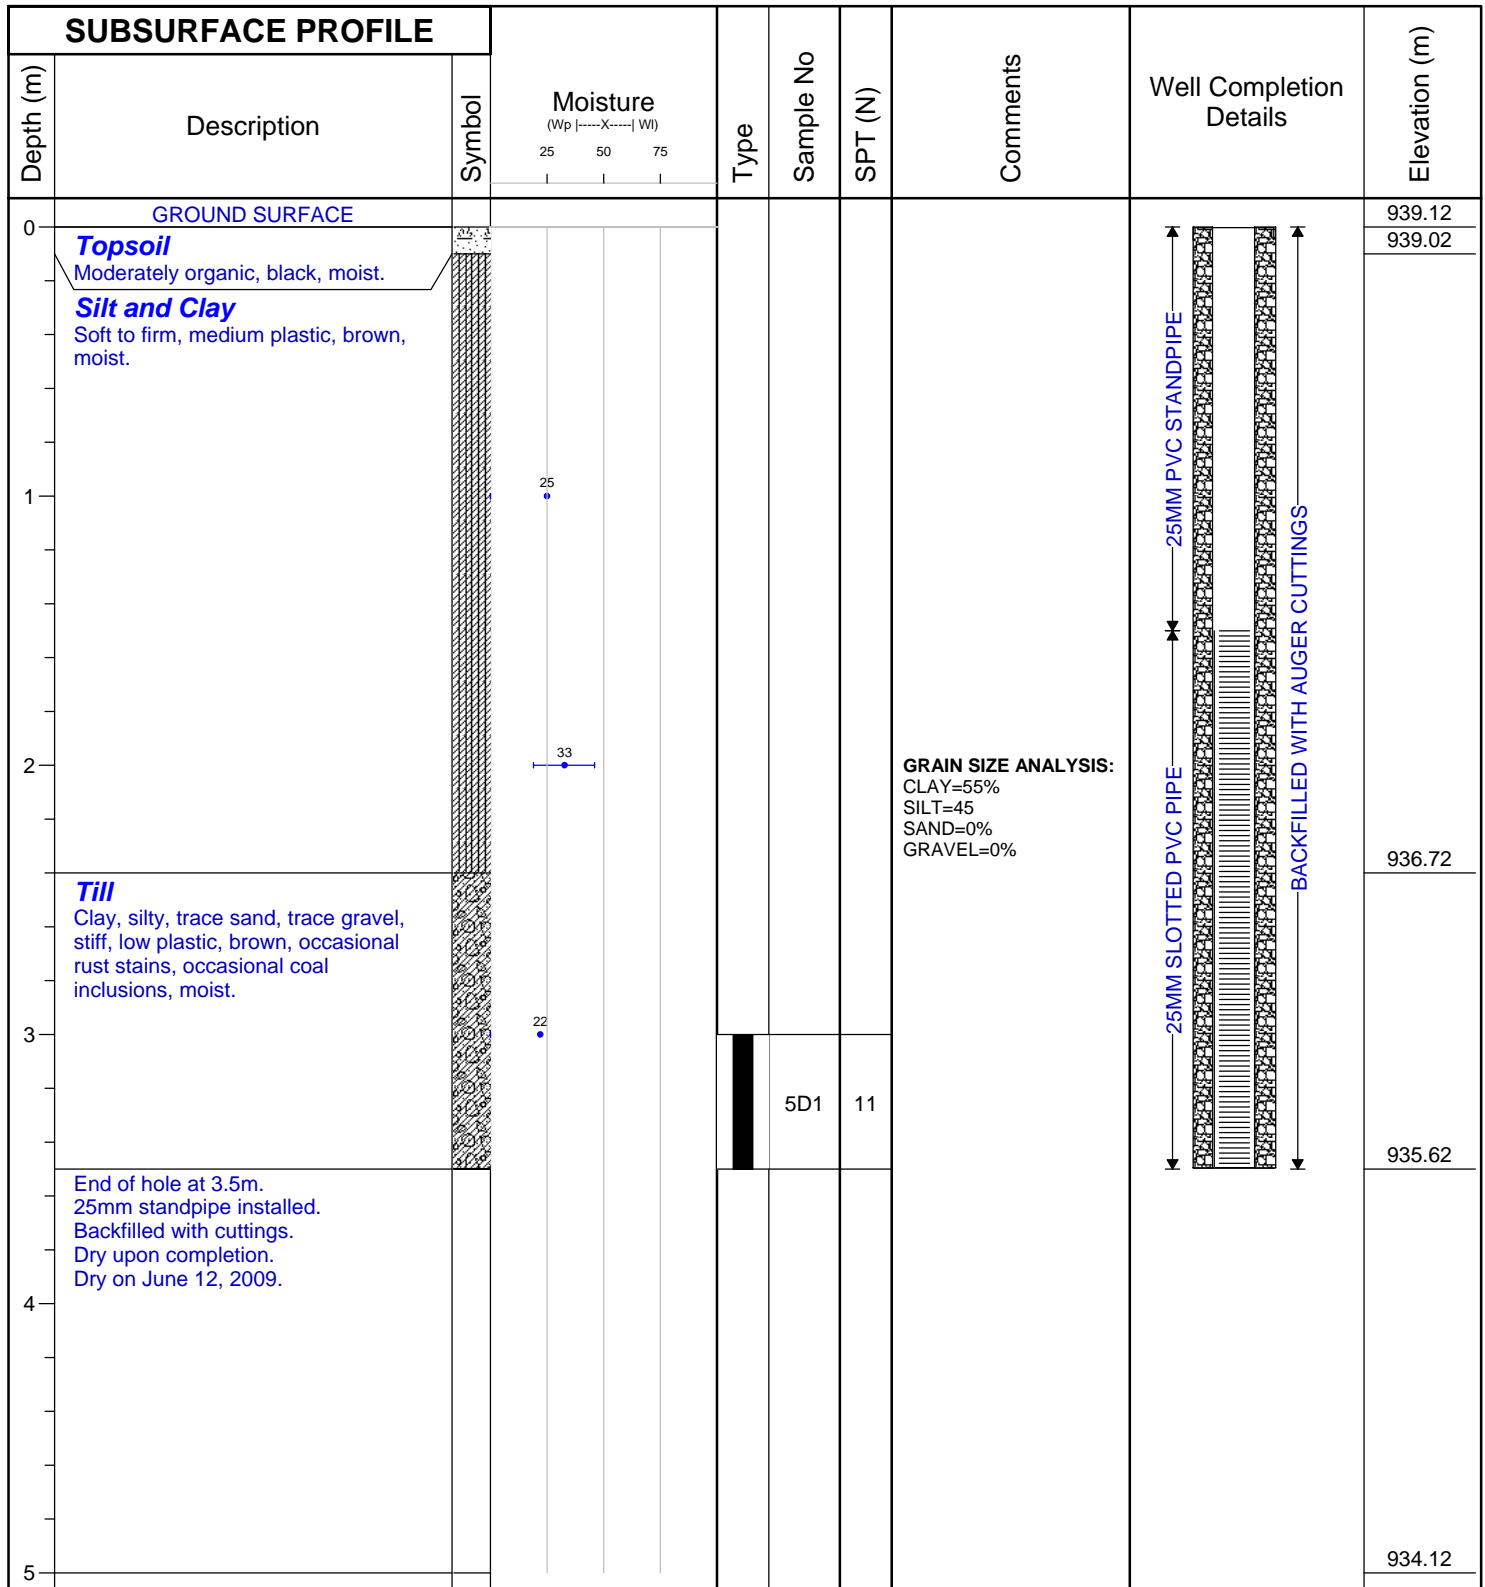 SUBSURFACE PROFILE
Depth (m)
Description
Symbol
Moisture
(Wp |-----X-----| Wl)
25 50 75
Type
Sample No
SPT (N)
Comments
Well Completion
Details
Elevation (m)
GROUND SURFACE
939.12
0
Topsoil
939.02
Moderately organic, black, moist.
Silt and Clay
Soft to firm, medium plastic, brown,
moist.
25MM PVC STANDPIPE
BACKFILLED WITH AUGER CUTTINGS
25
1
33
2
GRAIN SIZE ANALYSIS:
CLAY=55%
SILT=45
SAND=0%
GRAVEL=0%
25MM SLOTTED PVC PIPE
936.72
Till
Clay, silty, trace sand, trace gravel,
stiff, low plastic, brown, occasional
rust stains, occasional coal
inclusions, moist.
22
3
5D1
11
935.62
End of hole at 3.5m.
25mm standpipe installed.
Backfilled with cuttings.
Dry upon completion.
Dry on June 12, 2009.
4
934.12
5